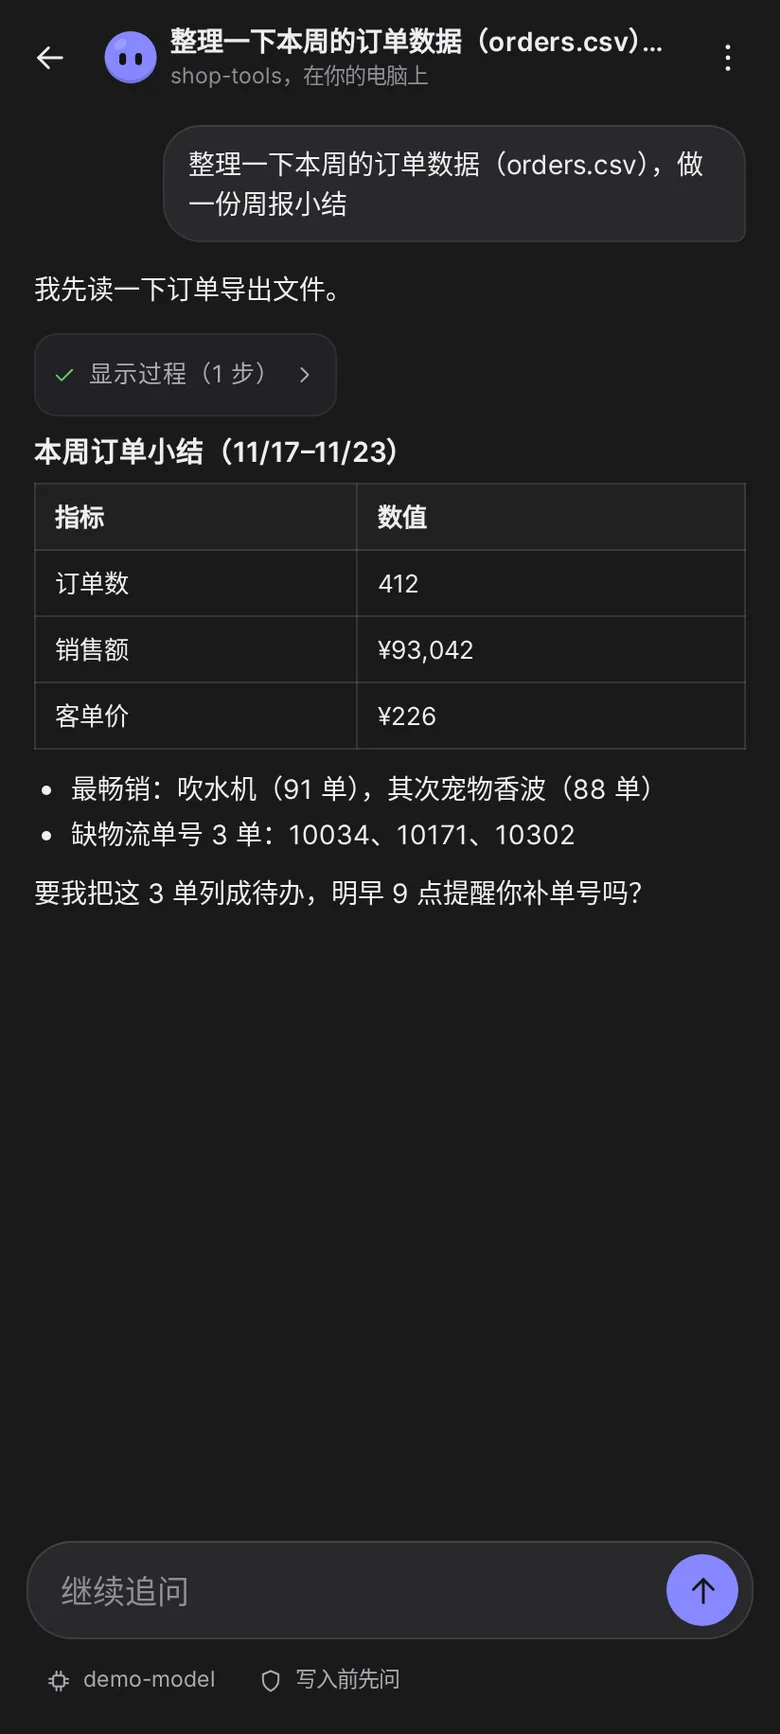 整理一下本周的订单数据（orders.csv）...
shop-tools，在你的电脑上
整理一下本周的订单数据（orders.csv），做
一份周报小结
我先读一下订单导出文件。
显示过程（1 步）
本周订单小结（11/17–11/23）
指标 数值
订单数 412
销售额 ¥93,042
客单价 ¥226
• 最畅销：吹水机（91 单），其次宠物香波（88 单）
• 缺物流单号 3 单：10034、10171、10302
要我把这 3 单列成待办，明早 9 点提醒你补单号吗？
继续追问
demo-model 写入前先问